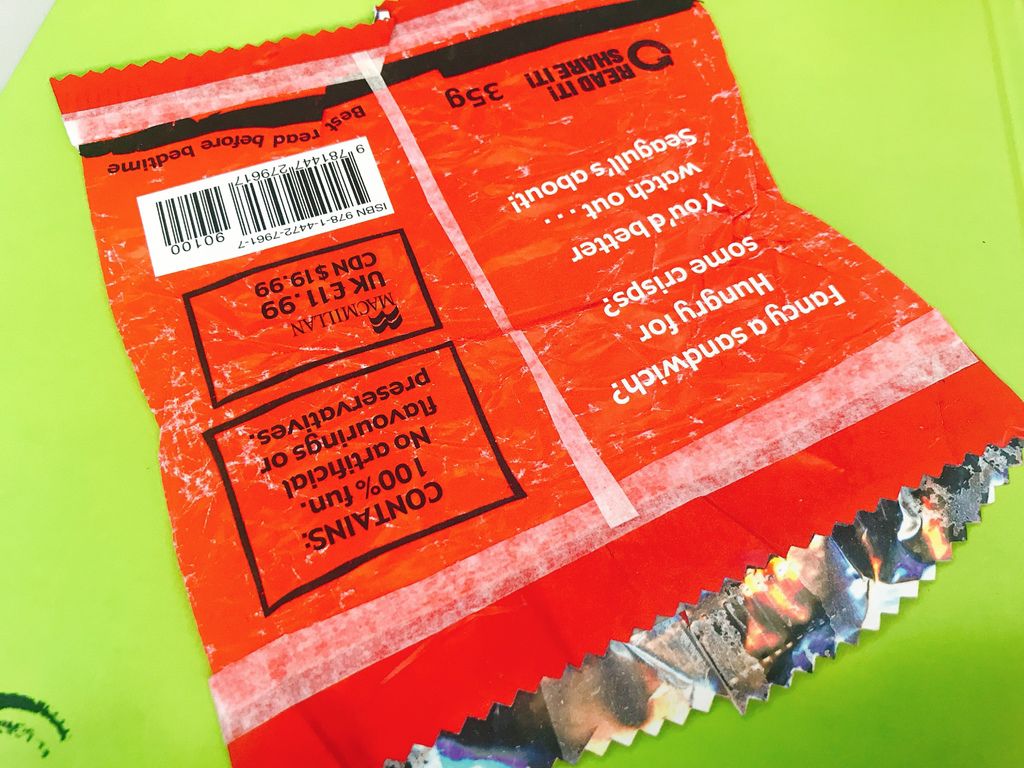 Fancy a sandwich?
Hungry for
some crisps?
You'd better
watch out . . . .
Seagull's about!
35g
READ IT!
SHARE IT!
CONTAINS:
100% fun.
No artificial
flavourings or
preservatives.
MACMILLAN
UK £11.99
CDN $19.99
ISBN 978-1-4472-7961-7
90100
9 781447 279617
Best read before bedtime